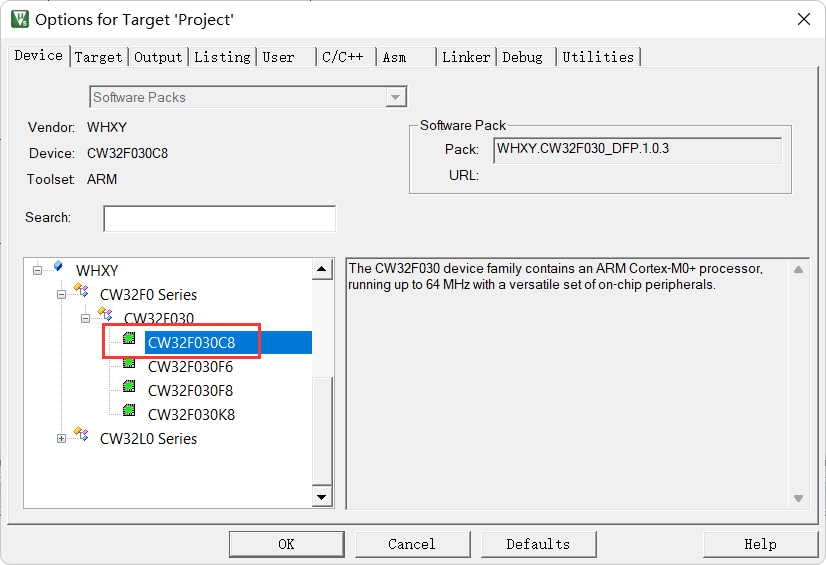 Options for Target 'Project'
Device Target Output Listing User C/C++ Asm Linker Debug Utilities
Software Packs
Vendor: WHXY
Device: CW32F030C8
Toolset: ARM
Search:
Software Pack
Pack: WHXY.CW32F030_DFP.1.0.3
URL:
WHXY
CW32F0 Series
CW32F030
CW32F030C8
CW32F030F6
CW32F030F8
CW32F030K8
CW32L0 Series
The CW32F030 device family contains an ARM Cortex-M0+ processor,
running up to 64 MHz with a versatile set of on-chip peripherals.
OK Cancel Defaults Help